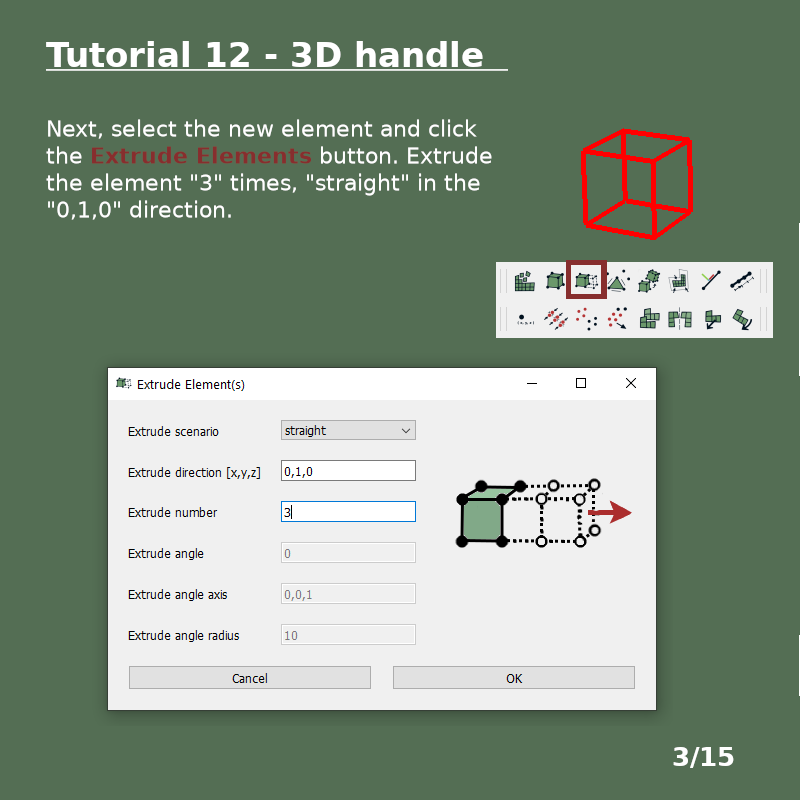 Tutorial 12 - 3D handle
Next, select the new element and click
the Extrude Elements button. Extrude
the element "3" times, "straight" in the
"0,1,0" direction.
Extrude Element(s)
Extrude scenario straight
Extrude direction [x,y,z] 0,1,0
Extrude number 3
Extrude angle 0
Extrude angle axis 0,0,1
Extrude angle radius 10
Cancel OK
3/15